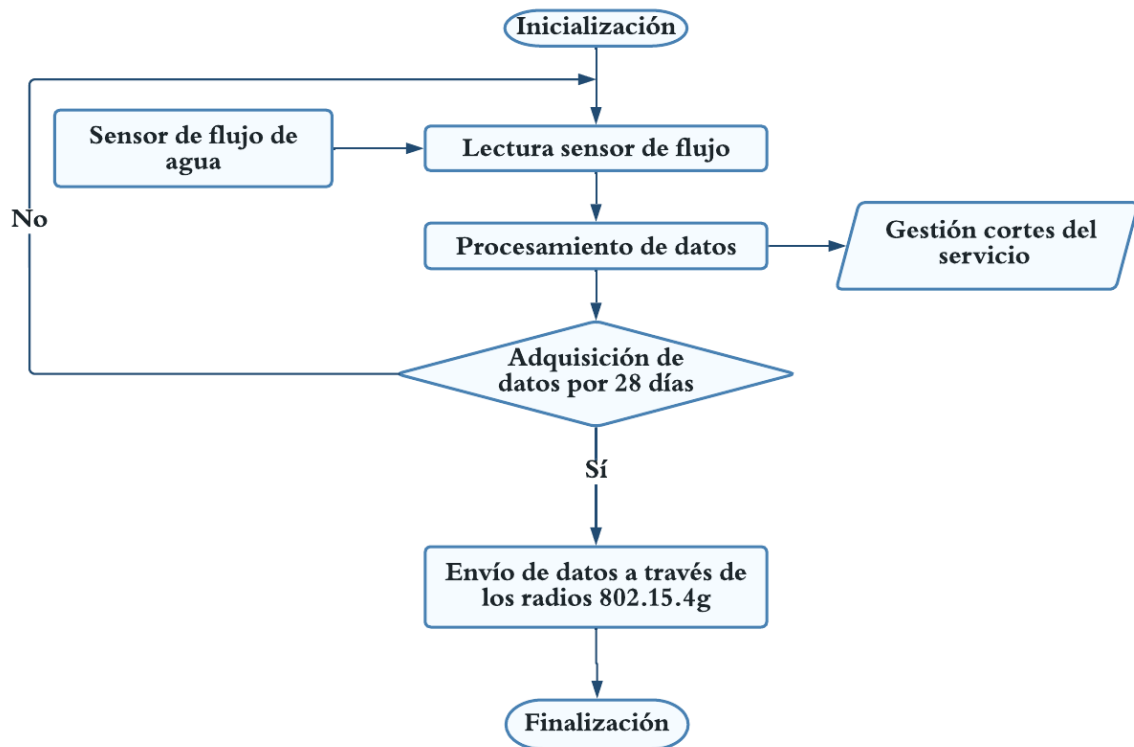 Inicialización
Sensor de flujo de
agua
Lectura sensor de flujo
No
Procesamiento de datos
Gestión cortes del
servicio
Adquisición de
datos por 28 días
Sí
Envío de datos a través de
los radios 802.15.4g
Finalización